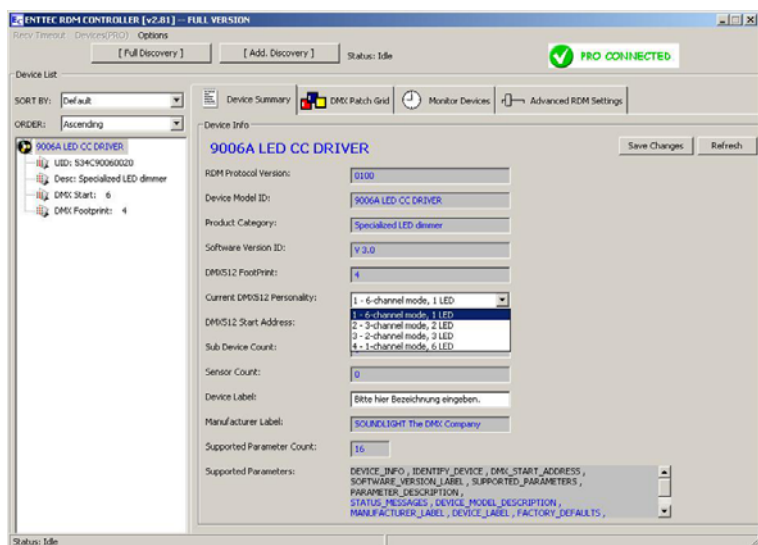 ENTTEC RDM CONTROLLER [v2.81] -- FULL VERSION
Recv Timeout Devices(PRO) Options
[ Full Discovery ] [ Add. Discovery ] Status: Idle PRO CONNECTED
Device List
SORT BY: Default
ORDER: Ascending
9006A LED CC DRIVER
UID: 534C90060020
Desc: Specialized LED dimmer
DMX Start: 6
DMX Footprint: 4
Device Summary DMX Patch Grid Monitor Devices Advanced RDM Settings
Device Info
9006A LED CC DRIVER Save Changes Refresh
RDM Protocol Version: 0100
Device Model ID: 9006A LED CC DRIVER
Product Category: Specialized LED dimmer
Software Version ID: V 3.0
DMX512 FootPrint: 4
Current DMX512 Personality: 1 - 6-channel mode, 1 LED
1 - 6-channel mode, 1 LED
DMX512 Start Address: 2 - 3-channel mode, 2 LED
3 - 2-channel mode, 3 LED
Sub Device Count: 4 - 1-channel mode, 6 LED
Sensor Count: 0
Device Label: Bitte hier Bezeichnung eingeben.
Manufacturer Label: SOUNDLIGHT The DMX Company
Supported Parameter Count: 16
Supported Parameters: DEVICE_INFO , IDENTIFY_DEVICE , DMX_START_ADDRESS ,
SOFTWARE_VERSION_LABEL , SUPPORTED_PARAMETERS ,
PARAMETER_DESCRIPTION ,
STATUS_MESSAGES , DEVICE_MODEL_DESCRIPTION ,
MANUFACTURER_LABEL , DEVICE_LABEL , FACTORY_DEFAULTS ,
Status: Idle